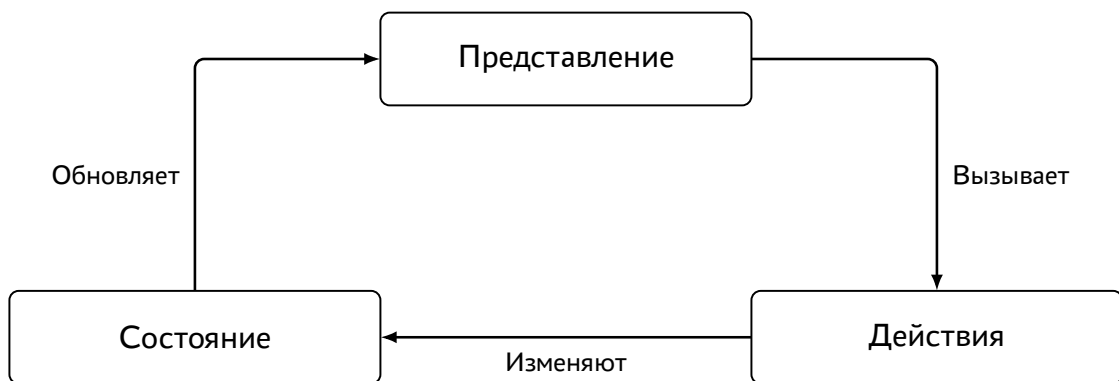 Представление
Обновляет
Вызывает
Состояние
Изменяют
Действия